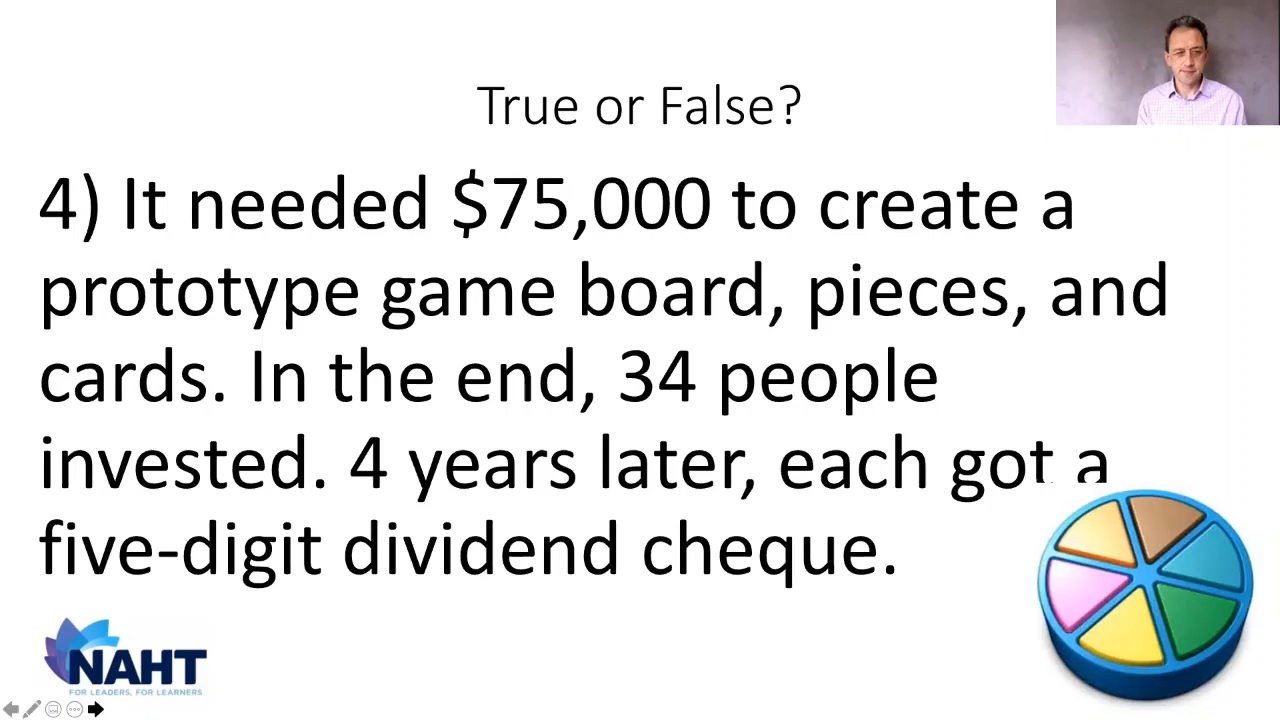 True or False?
4) It needed $75,000 to create a
prototype game board, pieces, and
cards. In the end, 34 people
invested. 4 years later, each got a
five-digit dividend cheque.
NAHT
FOR LEADERS, FOR LEARNERS